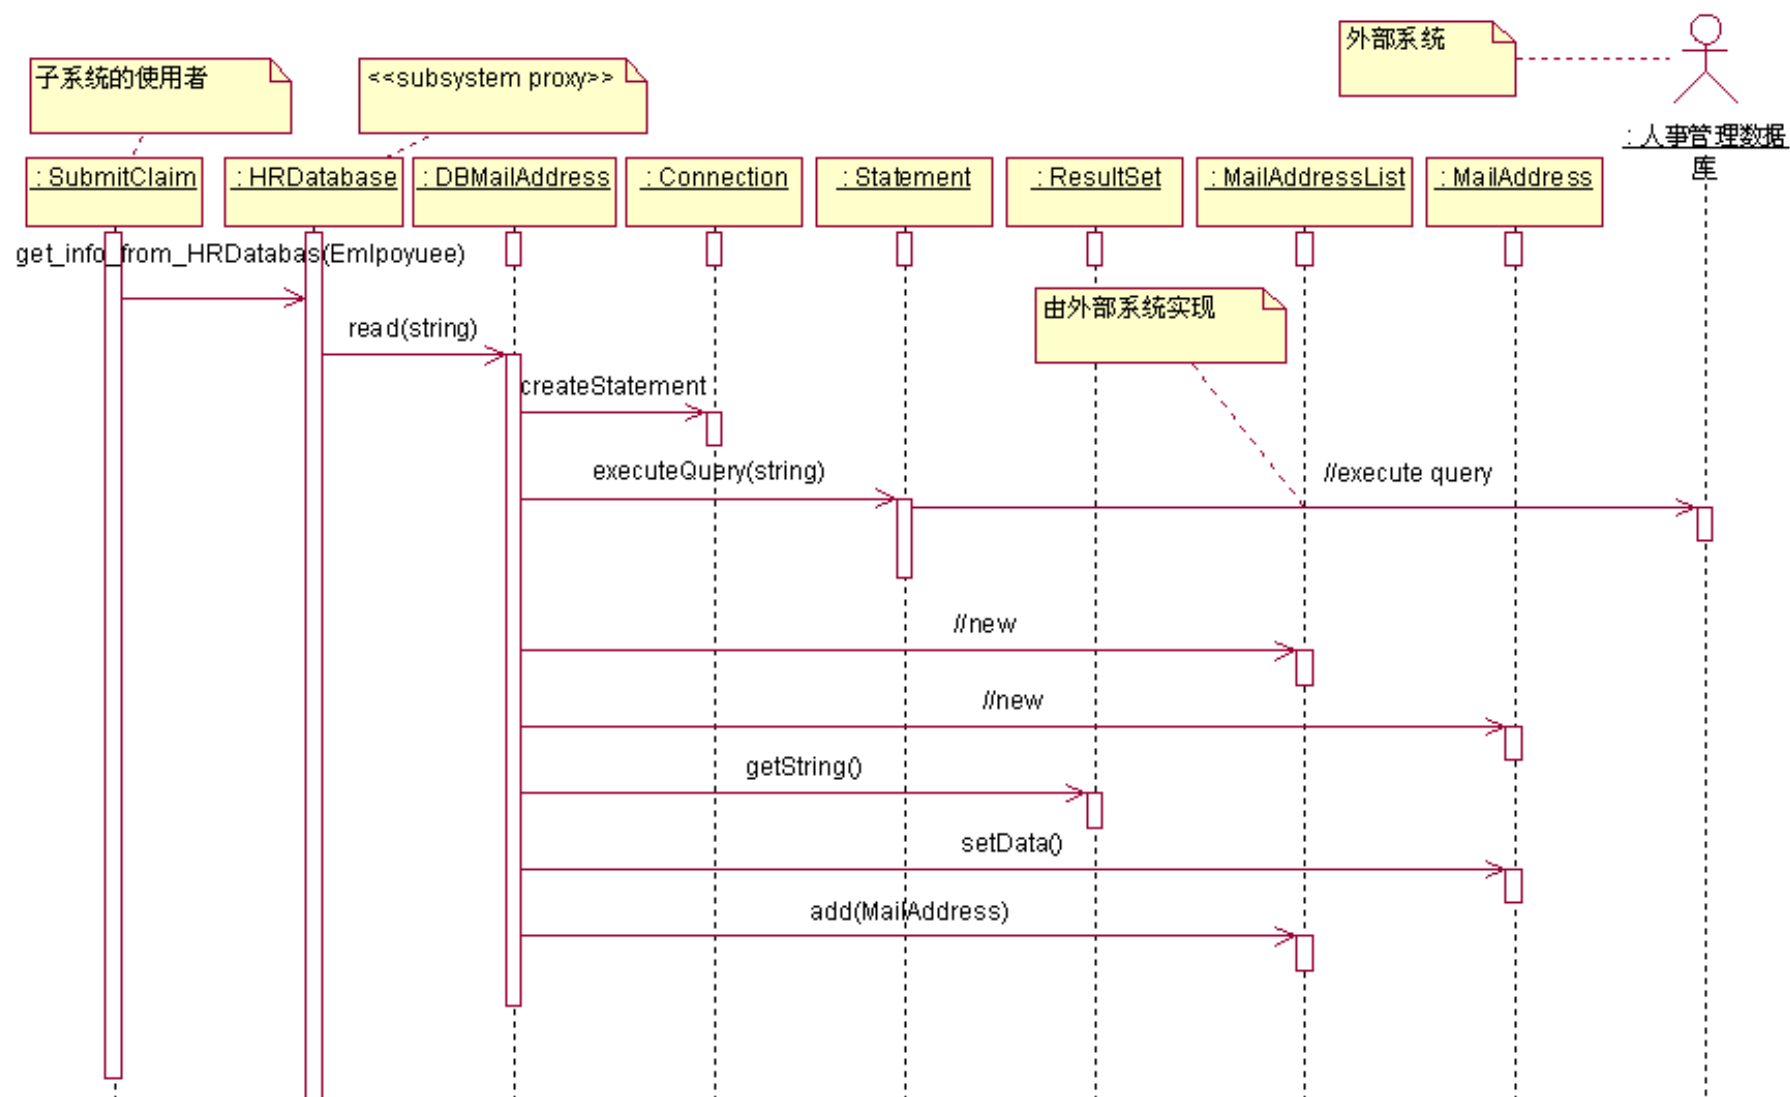 外部系统
子系统的使用者
<<subsystem proxy>>
: 人事管理数据
库
: SubmitClaim
: HRDatabase
: DBMailAddress
: Connection
: Statement
: ResultSet
: MailAddressList
: MailAddress
get_info_from_HRDatabas(Emlpoyuee)
由外部系统实现
read(string)
createStatement
executeQuery(string)
//execute query
//new
//new
getString()
setData()
add(MailAddress)